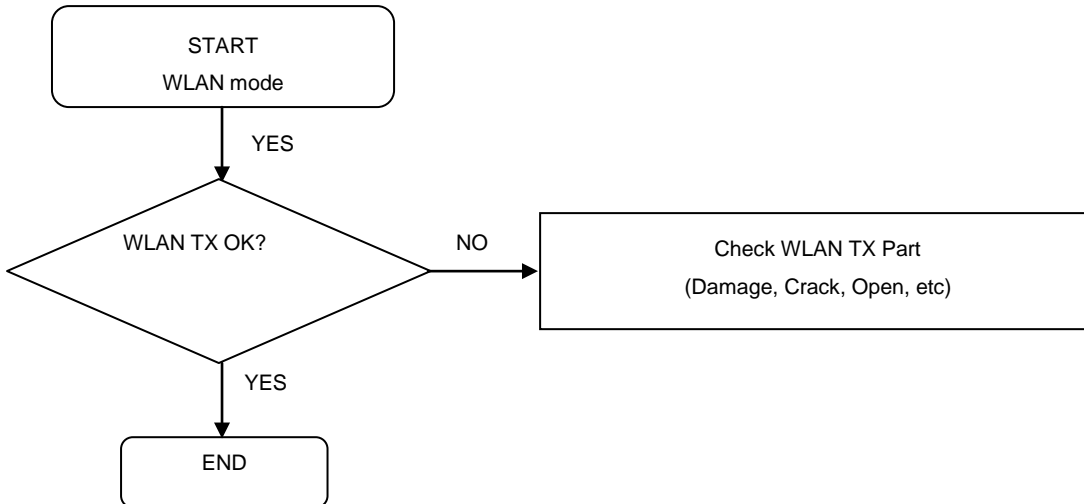 START
WLAN mode
YES
WLAN TX OK?
NO
Check WLAN TX Part
(Damage, Crack, Open, etc)
YES
END